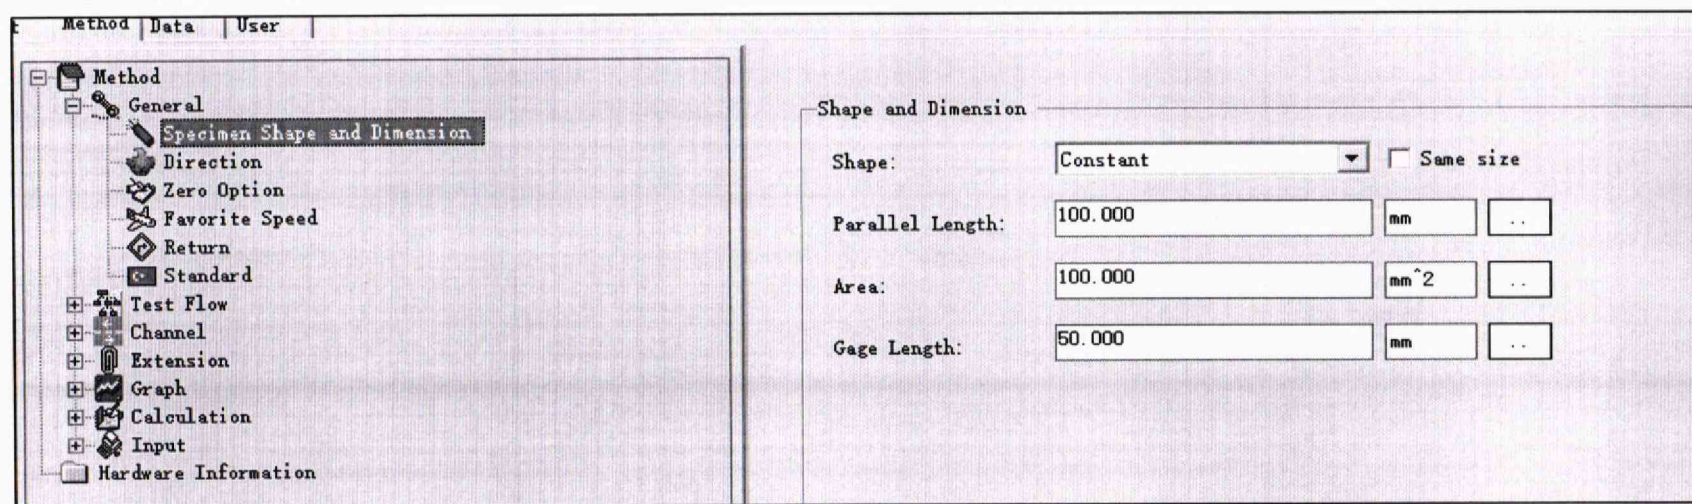 Method Data User
Method
General
Specimen Shape and Dimension
Direction
Zero Option
Favorite Speed
Return
Standard
Test Flow
Channel
Extension
Graph
Calculation
Input
Hardware Information
Shape and Dimension
Shape: Constant Same size
Parallel Length: 100.000 mm ..
Area: 100.000 mm^2 ..
Gage Length: 50.000 mm ..